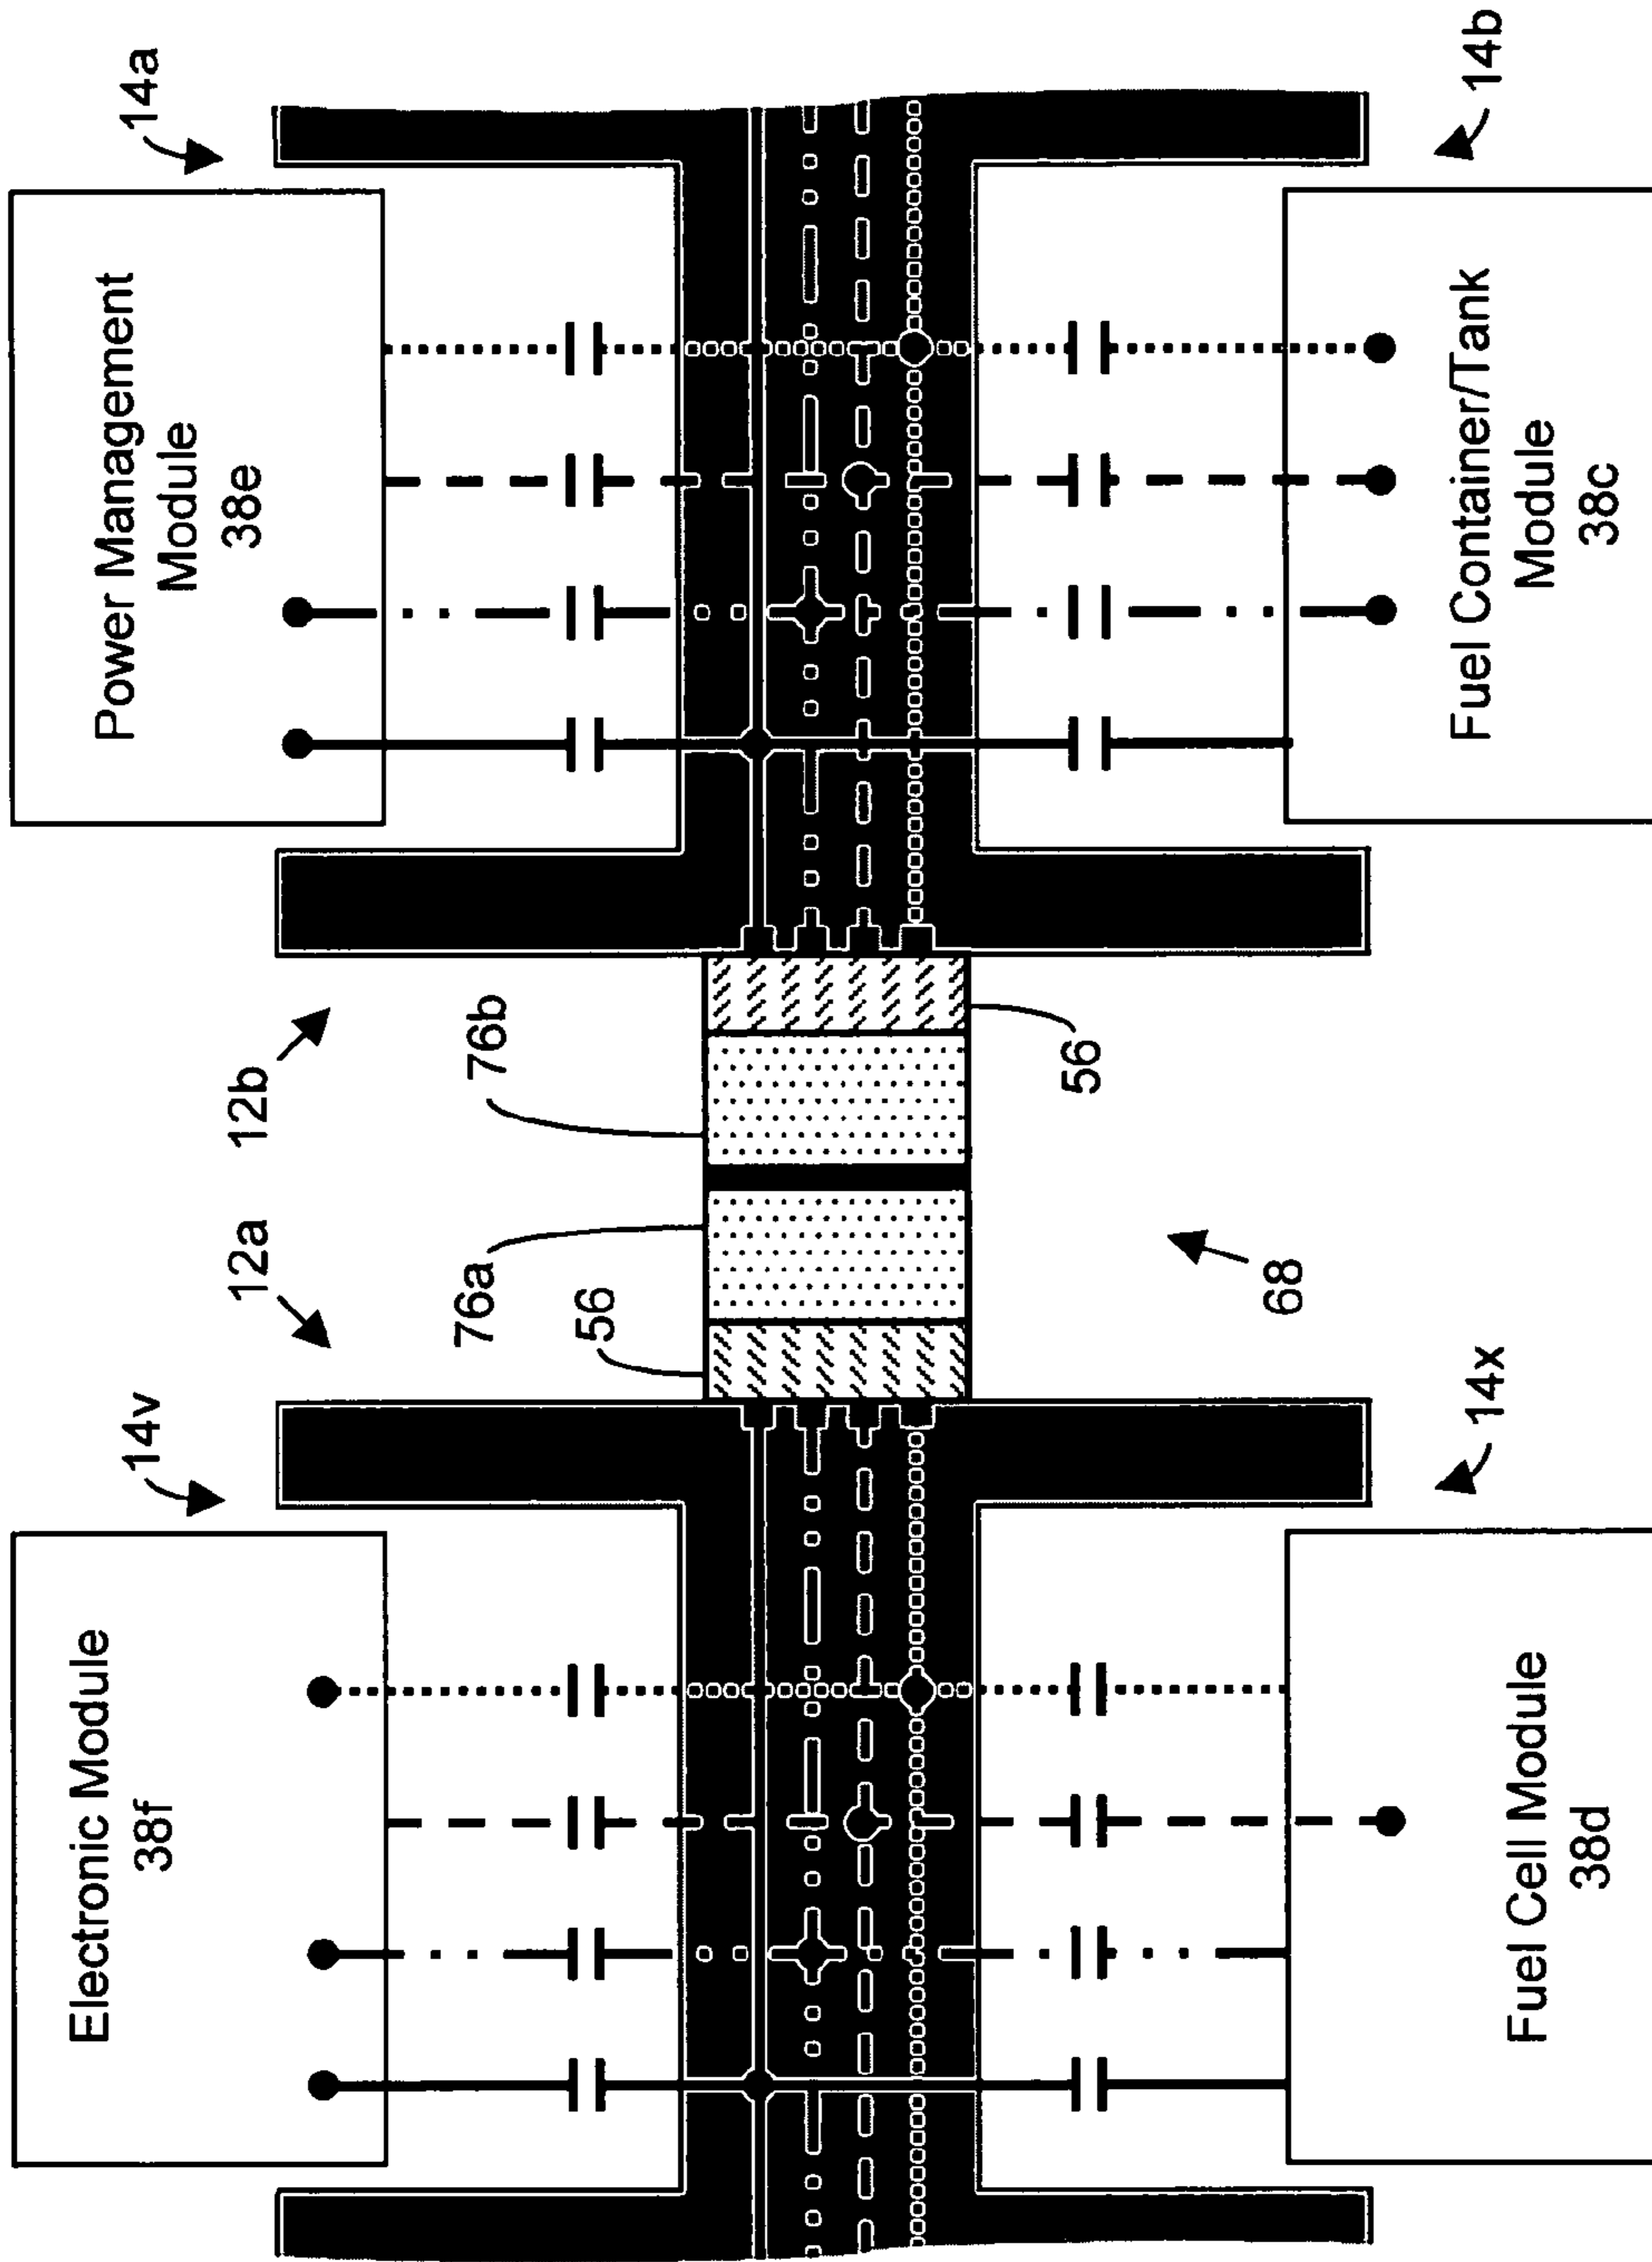 Electronic Module
38f
Power Management
Module
38e
14v
14a
12a
12b
76a
76b
56
56
68
14x
14b
Fuel Cell Module
38d
Fuel Container/Tank
Module
38c